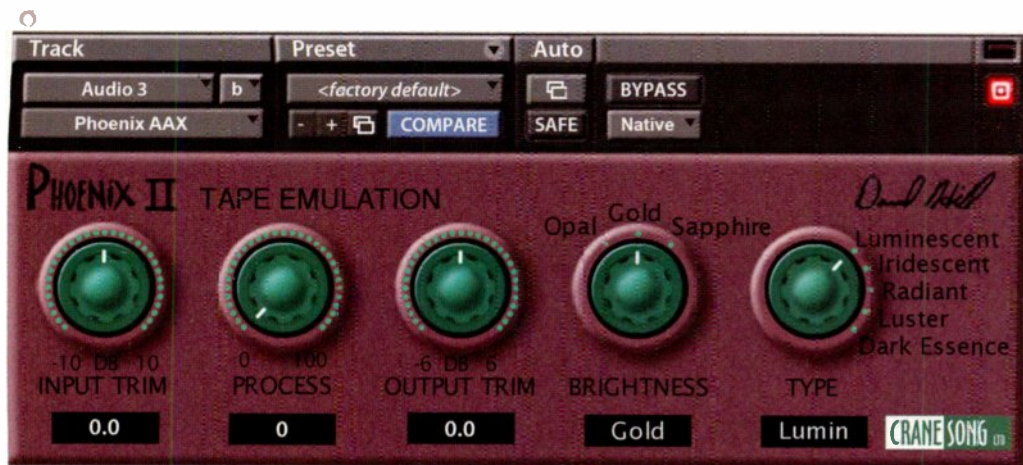 Track Preset Auto
Audio 3 b <factory default> BYPASS
Phoenix AAX - + COMPARE SAFE Native
PHOENIX II TAPE EMULATION
Opal Gold Sapphire
Luminescent
Iridescent
Radiant
Luster
Dark Essence
-10 DB 10 0 100 -6 DB 6
INPUT TRIM PROCESS OUTPUT TRIM BRIGHTNESS TYPE
0.0 0 0.0 Gold Lumin
CRANE SONG LTD